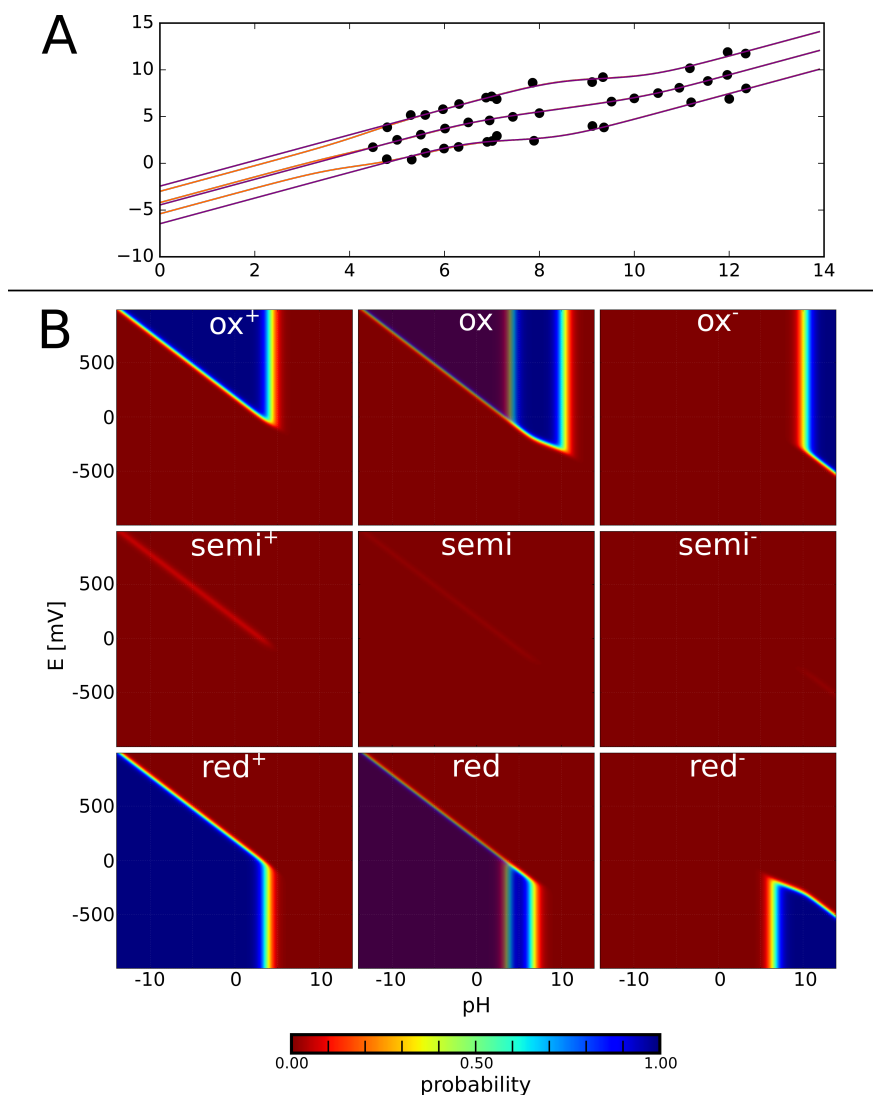 A
15
10
5
0
−5
−10
0 2 4 6 8 10 12 14
B
ox+ ox ox-
500
0
-500
semi+ semi semi-
500
0
-500
E [mV]
red+ red red-
500
0
-500
-10 0 10 -10 0 10 -10 0 10
pH
0.00 0.50 1.00
probability